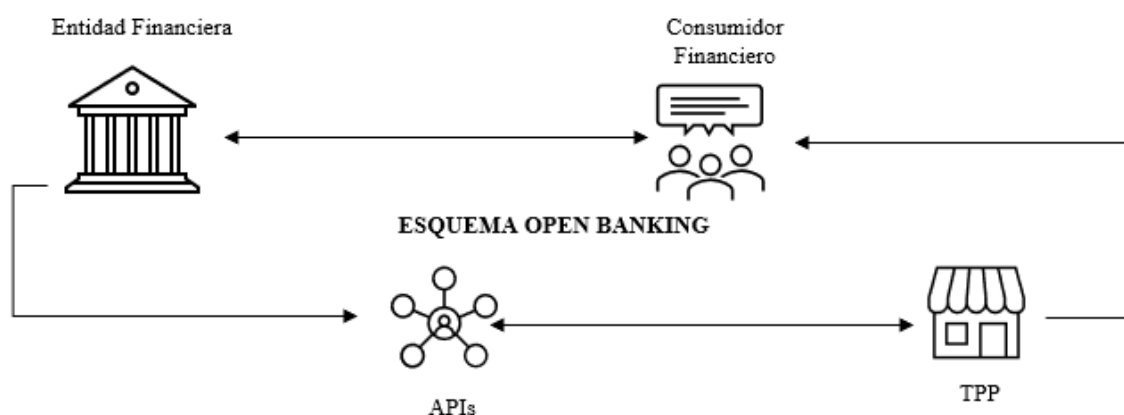 Entidad Financiera
Consumidor
Financiero
ESQUEMA OPEN BANKING
APIs
TPP